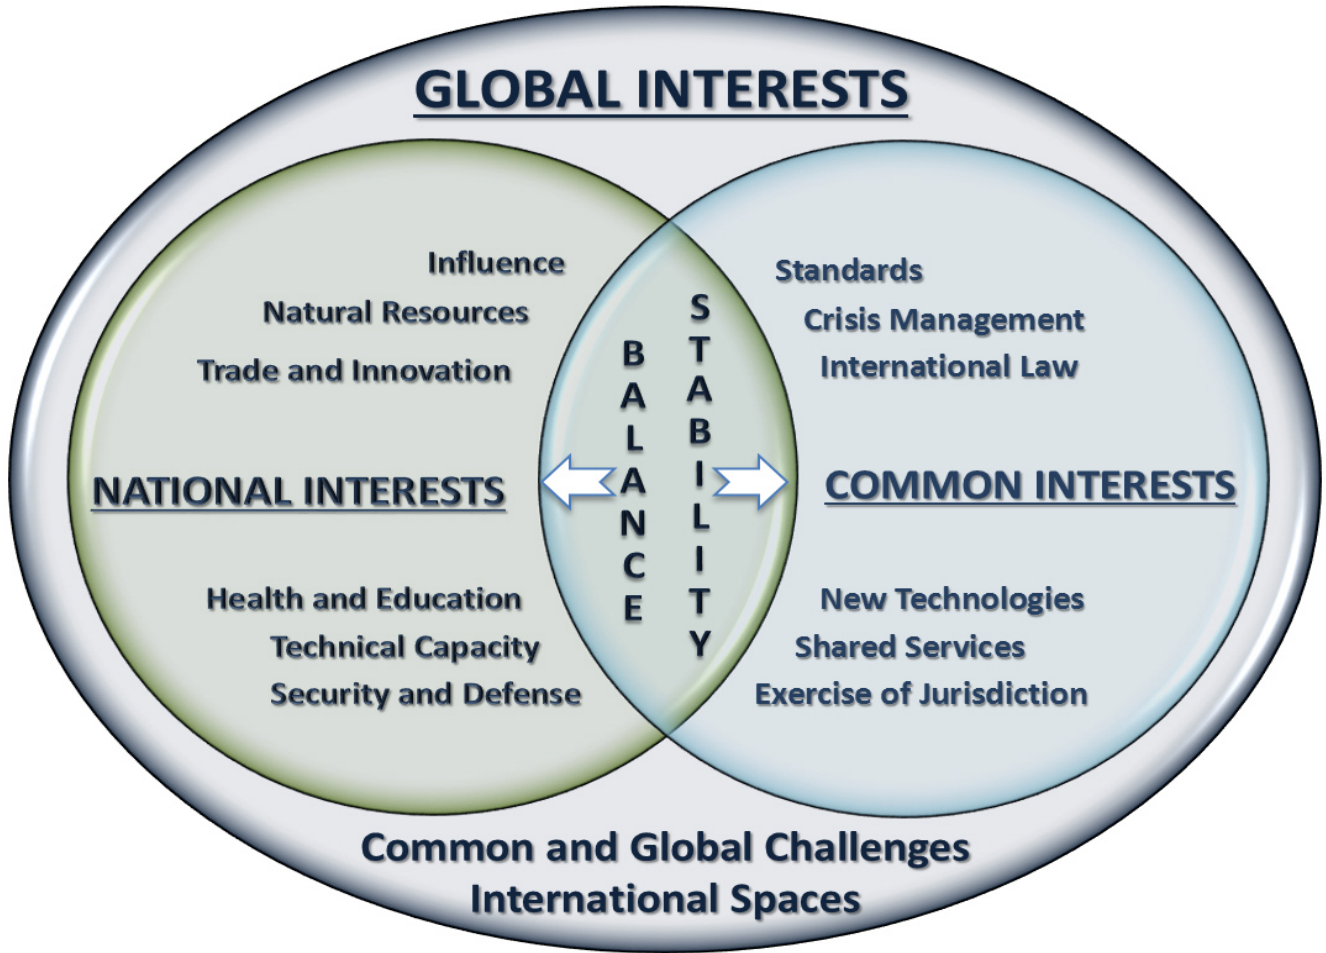 GLOBAL INTERESTS
Influence
Natural Resources
Trade and Innovation
NATIONAL INTERESTS
Health and Education
Technical Capacity
Security and Defense
BALANCE
STABILITY
Standards
Crisis Management
International Law
COMMON INTERESTS
New Technologies
Shared Services
Exercise of Jurisdiction
Common and Global Challenges
International Spaces